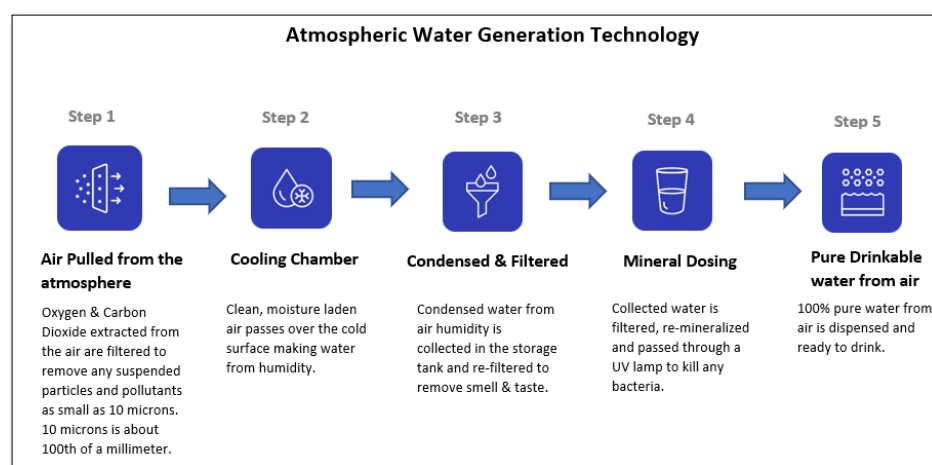 Atmospheric Water Generation Technology
Step 1
Air Pulled from the
atmosphere
Oxygen & Carbon
Dioxide extracted from
the air are filtered to
remove any suspended
particles and pollutants
as small as 10 microns.
10 microns is about
100th of a millimeter.
Step 2
Cooling Chamber
Clean, moisture laden
air passes over the cold
surface making water
from humidity.
Step 3
Condensed & Filtered
Condensed water from
air humidity is
collected in the storage
tank and re-filtered to
remove smell & taste.
Step 4
Mineral Dosing
Collected water is
filtered, re-mineralized
and passed through a
UV lamp to kill any
bacteria.
Step 5
Pure Drinkable
water from air
100% pure water from
air is dispensed and
ready to drink.